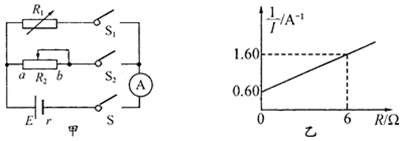 R₁
S₁
a R₂ b
S₂
A
E r
S
甲
1/I /A⁻¹
1.60
0.60
0
6
R/Ω
乙